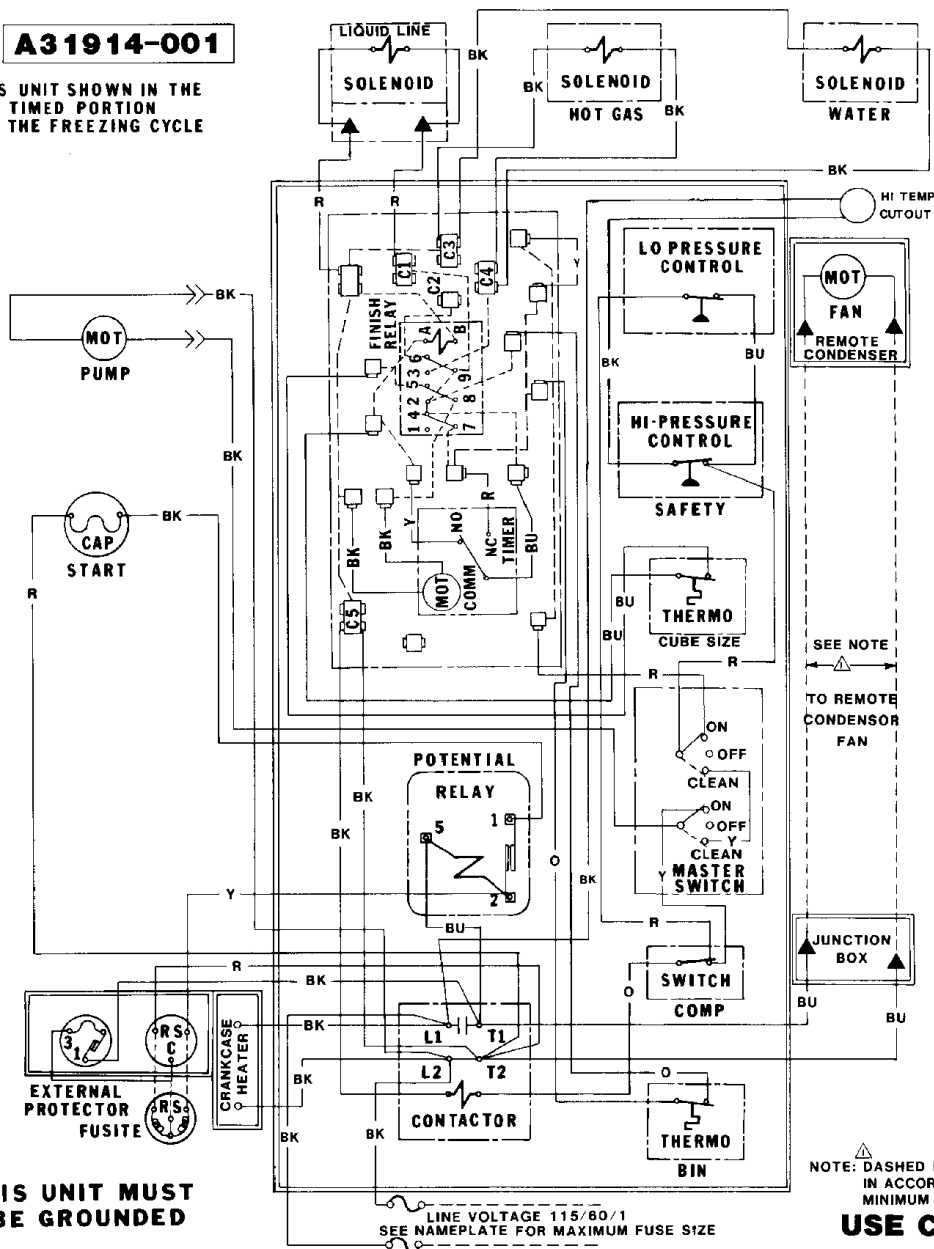 A31914-001
S UNIT SHOWN IN THE
TIMED PORTION
THE FREEZING CYCLE
LIQUID LINE
SOLENOID
SOLENOID
HOT GAS
SOLENOID
WATER
BK
BK
BK
BK
R
R
HI TEMP
CUTOUT
LO PRESSURE
CONTROL
MOT
FAN
REMOTE
CONDENSER
C1
C2
C3
C4
Y
FINISH
RELAY
A
B
6
3
5
2
4
1
9
8
7
BK
MOT
PUMP
BK
BK
BU
HI-PRESSURE
CONTROL
SAFETY
BK
CAP
START
R
Y
BK
BK
R
NO
NC
TIMER
BU
MOT
COMM
C5
BU
BU
THERMO
CUBE SIZE
R
R
SEE NOTE
1
TO REMOTE
CONDENSOR
FAN
ON
OFF
CLEAN
ON
OFF
Y
CLEAN
MASTER
SWITCH
Y
POTENTIAL
RELAY
1
5
2
BK
BK
O
BK
Y
BU
R
SWITCH
COMP
O
JUNCTION
BOX
BU
BU
R
BK
BK
L1
T1
L2
T2
CONTACTOR
BK
BK
BK
3
1
R S
C
R S
EXTERNAL
PROTECTOR
FUSITE
CRANKCASE
HEATER
O
THERMO
BIN
IS UNIT MUST
BE GROUNDED
LINE VOLTAGE 115/60/1
SEE NAMEPLATE FOR MAXIMUM FUSE SIZE
1
NOTE: DASHED
IN ACCOR
MINIMUM
USE C